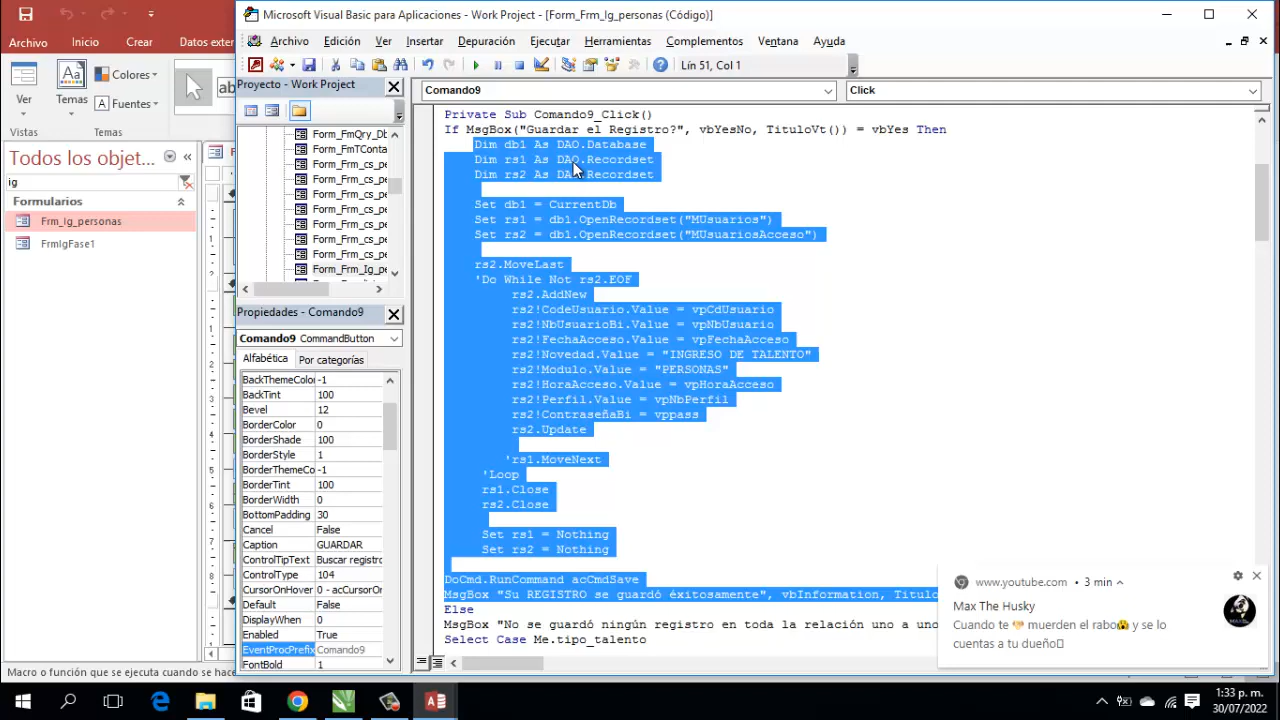 Microsoft Visual Basic para Aplicaciones - Work Project - [Form_Frm_Ig_personas (Código)]
Archivo
Inicio
Crear
Datos exter
Archivo Edición Ver Insertar Depuración Ejecutar Herramientas Complementos Ventana Ayuda
Lín 51, Col 1
Ver
Temas
Colores
Fuentes
ab
Vistas
Temas
Todos los objet...
ig
Formularios
Frm_Ig_personas
FrmIgFase1
Proyecto - Work Project
Form_FmQry_Db
Form_FmTConta
Form_Frm_cs_pe
Form_Frm_cs_pe
Form_Frm_cs_pe
Form_Frm_cs_pe
Form_Frm_cs_pe
Form_Frm_cs_pe
Form_Frm_cs_pe
Form_Frm_Ig_pe
Propiedades - Comando9
Comando9 CommandButton
Alfabética Por categorías
BackThemeColor -1
BackTint 100
Bevel 12
BorderColor 0
BorderShade 100
BorderStyle 1
BorderThemeCo -1
BorderTint 100
BorderWidth 0
BottomPadding 30
Cancel False
Caption GUARDAR
ControlTipText Buscar registro
ControlType 104
CursorOnHover 0 - acCursorOn
Default False
DisplayWhen 0
Enabled True
EventProcPrefix Comando9
FontBold 1
Comando9
Click
Private Sub Comando9_Click()
If MsgBox("Guardar el Registro?", vbYesNo, TituloVt()) = vbYes Then
Dim db1 As DAO.Database
Dim rs1 As DAO.Recordset
Dim rs2 As DAO.Recordset
Set db1 = CurrentDb
Set rs1 = db1.OpenRecordset("MUsuarios")
Set rs2 = db1.OpenRecordset("MUsuariosAcceso")
rs2.MoveLast
'Do While Not rs2.EOF
rs2.AddNew
rs2!CodeUsuario.Value = vpCdUsuario
rs2!NbUsuarioBi.Value = vpNbUsuario
rs2!FechaAcceso.Value = vpFechaAcceso
rs2!Novedad.Value = "INGRESO DE TALENTO"
rs2!Modulo.Value = "PERSONAS"
rs2!HoraAcceso.Value = vpHoraAcceso
rs2!Perfil.Value = vpNbPerfil
rs2!ContraseñaBi = vppass
rs2.Update
'rs1.MoveNext
'Loop
rs1.Close
rs2.Close
Set rs1 = Nothing
Set rs2 = Nothing
DoCmd.RunCommand acCmdSave
MsgBox "Su REGISTRO se guardó éxitosamente", vbInformation, Titulo
Else
MsgBox "No se guardó ningún registro en toda la relación uno a uno
Select Case Me.tipo_talento
www.youtube.com • 3 min
Max The Husky
Cuando te 🐕 muerden el rabo😱 y se lo
cuentas a tu dueño
Macro o función que se ejecuta cuando se hace
1:33 p. m.
30/07/2022